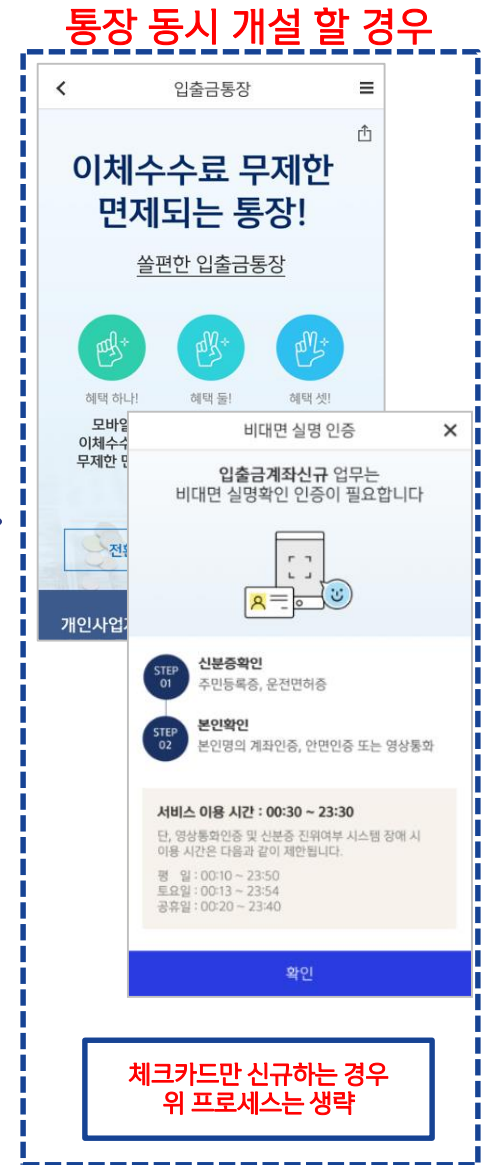 통장 동시 개설 할 경우
입출금통장
이체수수료 무제한
면제되는 통장!
쏠편한 입출금통장
혜택 하나!
혜택 둘!
혜택 셋!
모바일
이체수수
무제한 면
전환
개인사업자
비대면 실명 인증
입출금계좌신규 업무는
비대면 실명확인 인증이 필요합니다
STEP
01
신분증확인
주민등록증, 운전면허증
STEP
02
본인확인
본인명의 계좌인증, 안면인증 또는 영상통화
서비스 이용 시간 : 00:30 ~ 23:30
단, 영상통화인증 및 신분증 진위여부 시스템 장애 시
이용 시간은 다음과 같이 제한됩니다.
평 일 : 00:10 ~ 23:50
토요일 : 00:13 ~ 23:54
공휴일 : 00:20 ~ 23:40
확인
체크카드만 신규하는 경우
위 프로세스는 생략